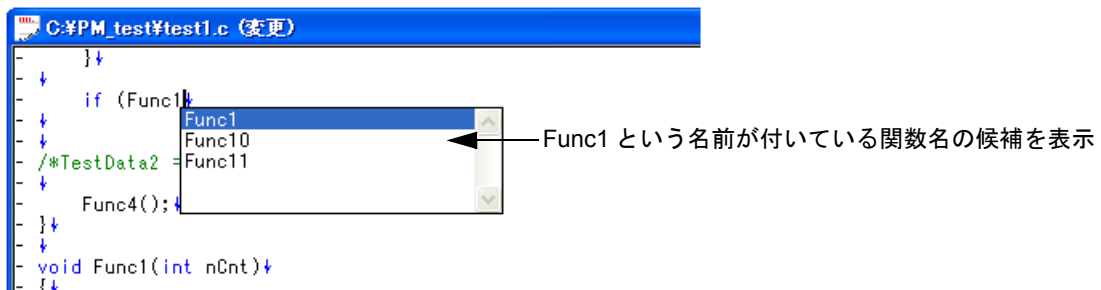 C:¥PM_test¥test1.c (変更)
- }↓
- ↓
- if (Func1↓
- ↓
- ↓
- /*TestData2 =
- ↓
- Func4();↓
- }↓
- ↓
- void Func1(int nCnt)↓
- {↓
Func1
Func10
Func11
Func1 という名前が付いている関数名の候補を表示